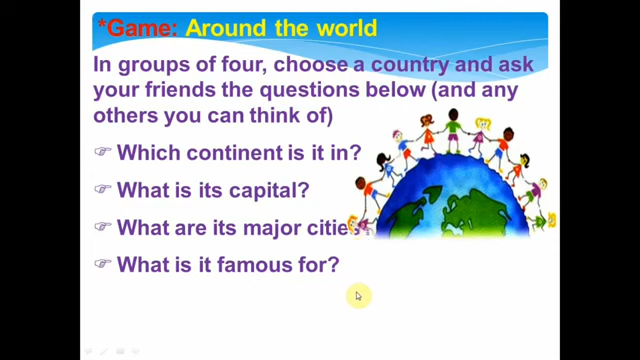 *Game: Around the world
In groups of four, choose a country and ask
your friends the questions below (and any
others you can think of)
Which continent is it in?
What is its capital?
What are its major cities?
What is it famous for?